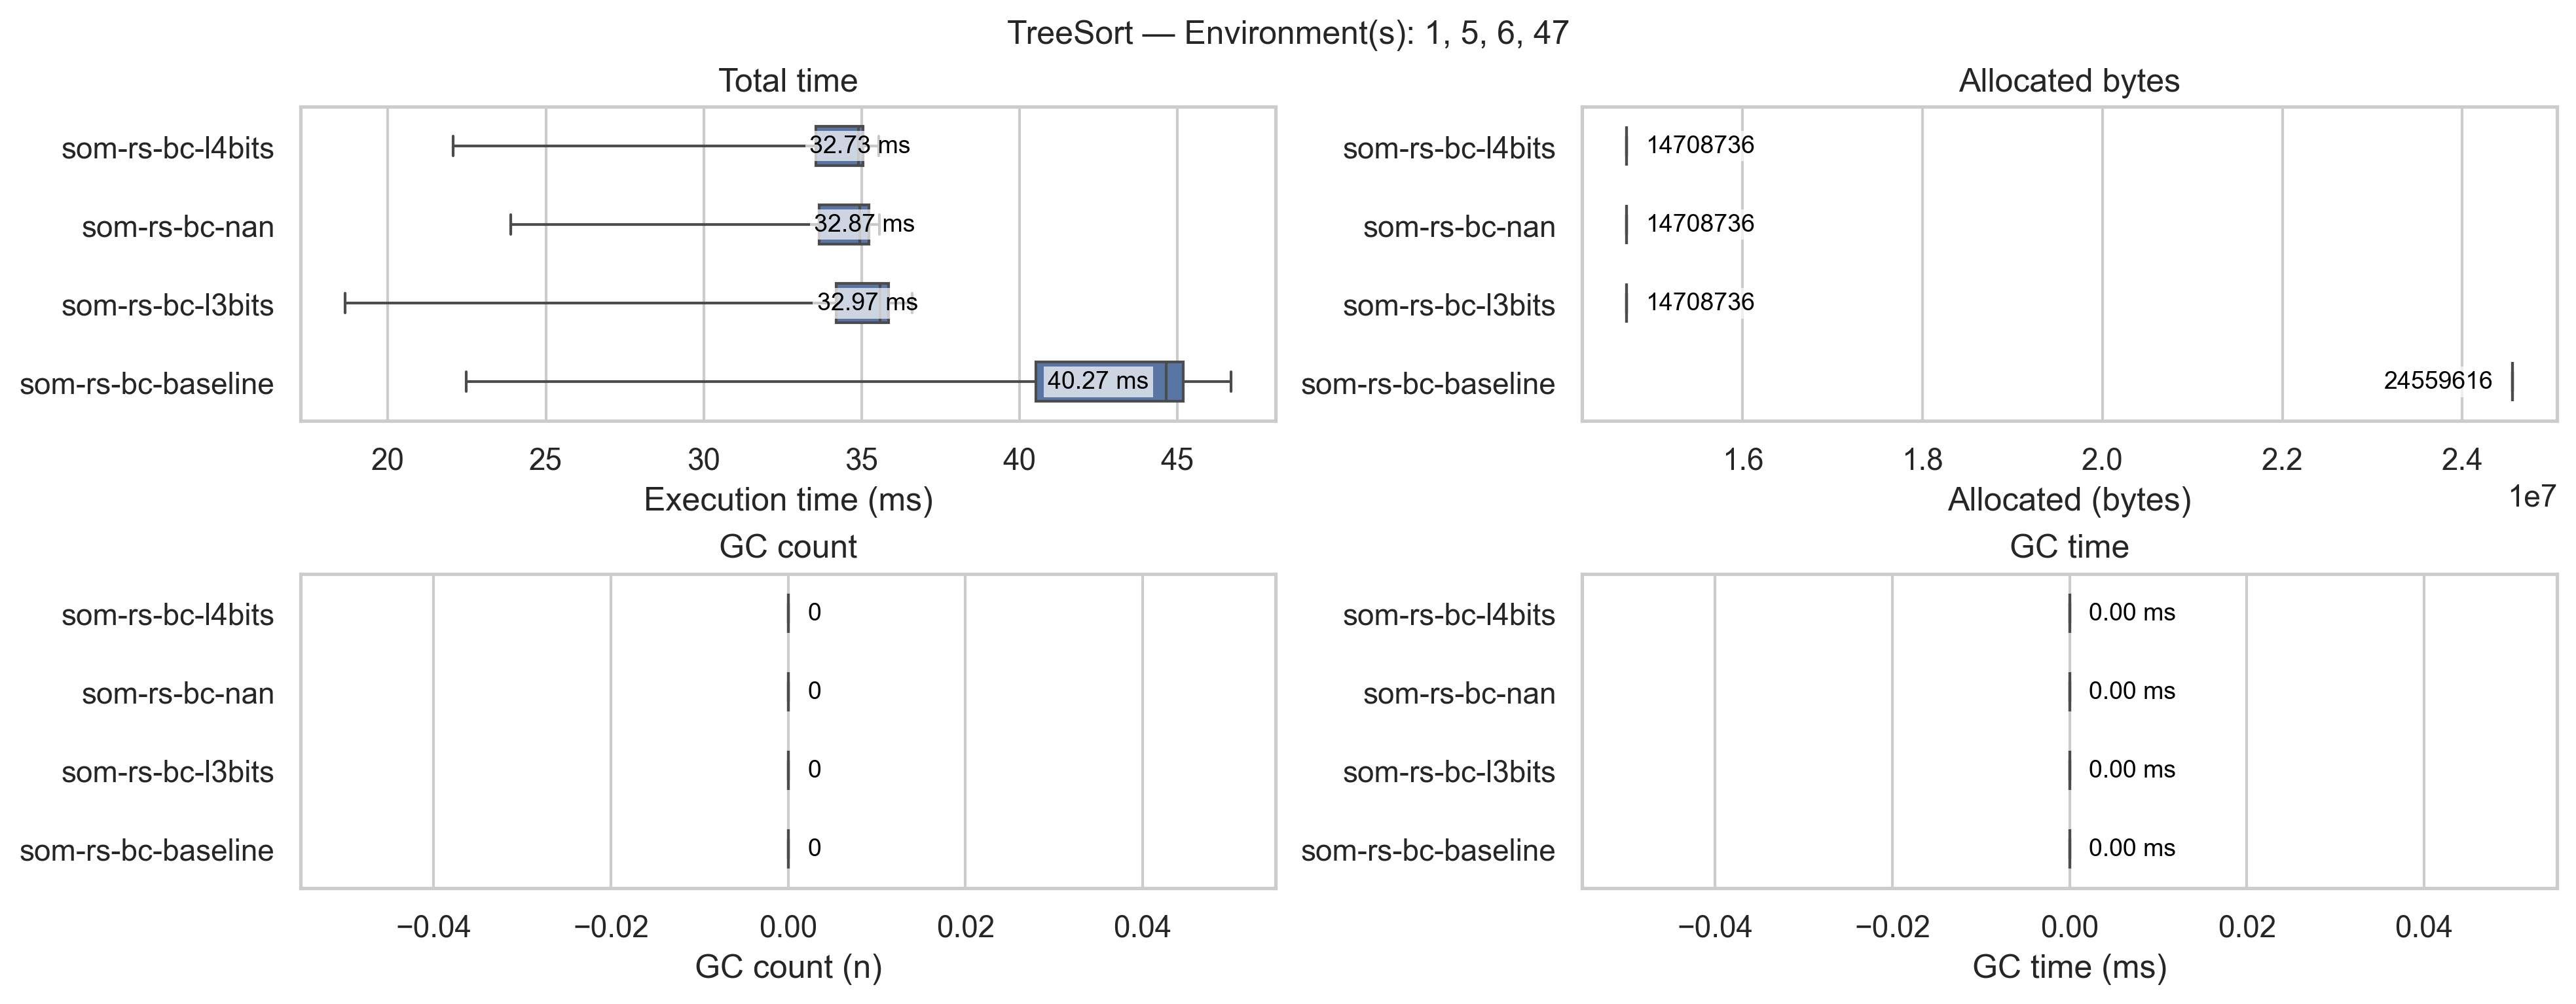 TreeSort — Environment(s): 1, 5, 6, 47
Total time
som-rs-bc-l4bits
32.73 ms
som-rs-bc-nan
32.87 ms
som-rs-bc-l3bits
32.97 ms
som-rs-bc-baseline
40.27 ms
20 25 30 35 40 45
Execution time (ms)
Allocated bytes
som-rs-bc-l4bits
14708736
som-rs-bc-nan
14708736
som-rs-bc-l3bits
14708736
som-rs-bc-baseline
24559616
1.6 1.8 2.0 2.2 2.4
1e7
Allocated (bytes)
GC count
som-rs-bc-l4bits
0
som-rs-bc-nan
0
som-rs-bc-l3bits
0
som-rs-bc-baseline
0
−0.04 −0.02 0.00 0.02 0.04
GC count (n)
GC time
som-rs-bc-l4bits
0.00 ms
som-rs-bc-nan
0.00 ms
som-rs-bc-l3bits
0.00 ms
som-rs-bc-baseline
0.00 ms
−0.04 −0.02 0.00 0.02 0.04
GC time (ms)